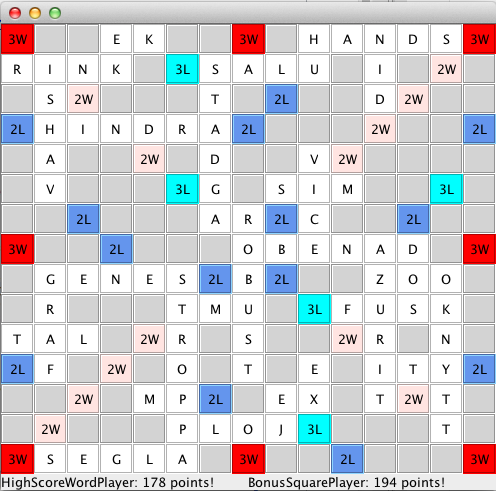 3W E K 3W H A N D S 3W
R I N K 3L S A L U I 2W
S 2W T 2L D 2W
2L H I N D R A 2L 2W 2L
A 2W D V 2W
V 3L G S I M 3L
2L A R 2L C 2L
3W 2L O B E N A D 3W
G E N E S 2L B 2L Z O O
R T M U 3L F U S K
T A L 2W R S 2W R N
2L F 2W O T E I T Y 2L
2W M P 2L E X T 2W T
2W P L O J 3L T
3W S E G L A 3W 2L 3W
HighScoreWordPlayer: 178 points! BonusSquarePlayer: 194 points!